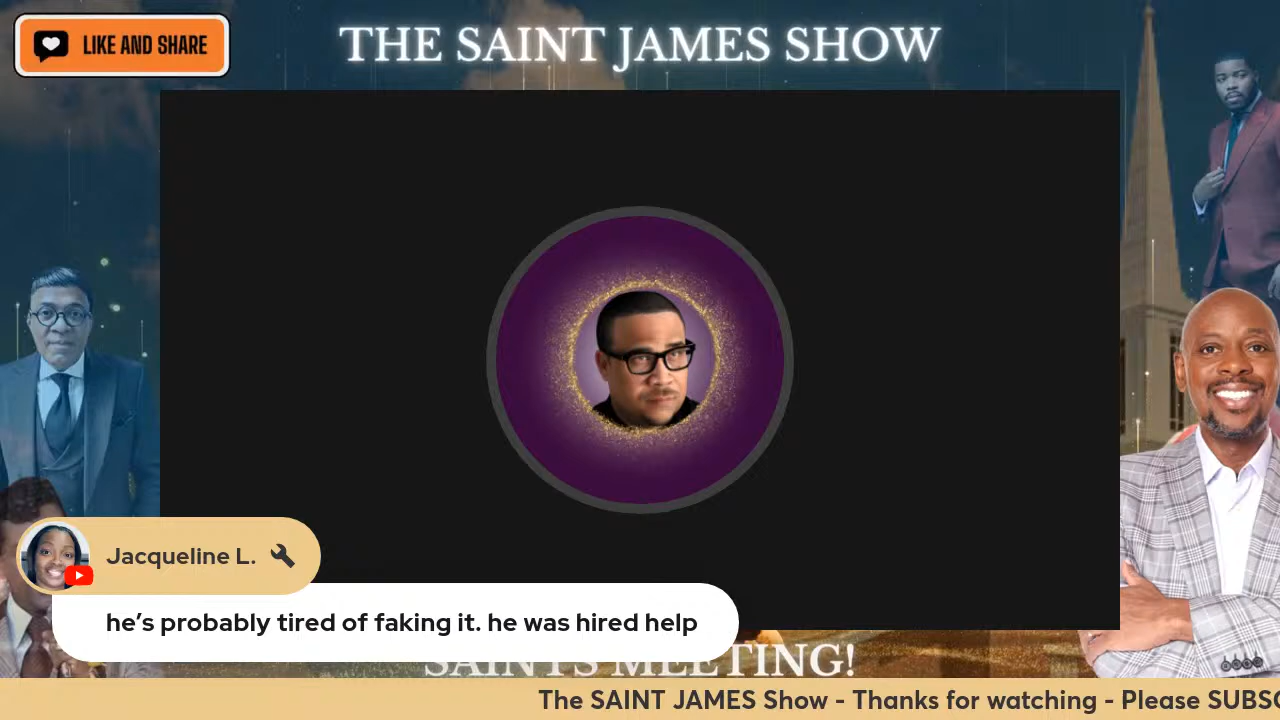 LIKE AND SHARE
THE SAINT JAMES SHOW
Jacqueline L.
he’s probably tired of faking it. he was hired help
SAINTS MEETING!
The SAINT JAMES Show - Thanks for watching - Please SUBSC